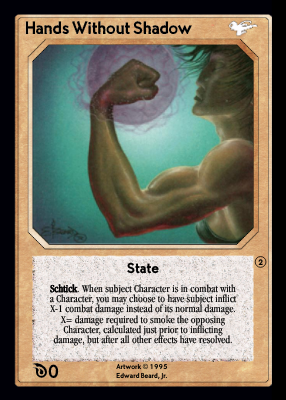 Hands Without Shadow
State
2
Schtick. When subject Character is in combat with
a Character, you may choose to have subject inflict
X-1 combat damage instead of its normal damage.
X= damage required to smoke the opposing
Character, calculated just prior to inflicting
damage, but after all other effects have resolved.
0
Artwork © 1995
Edward Beard, Jr.